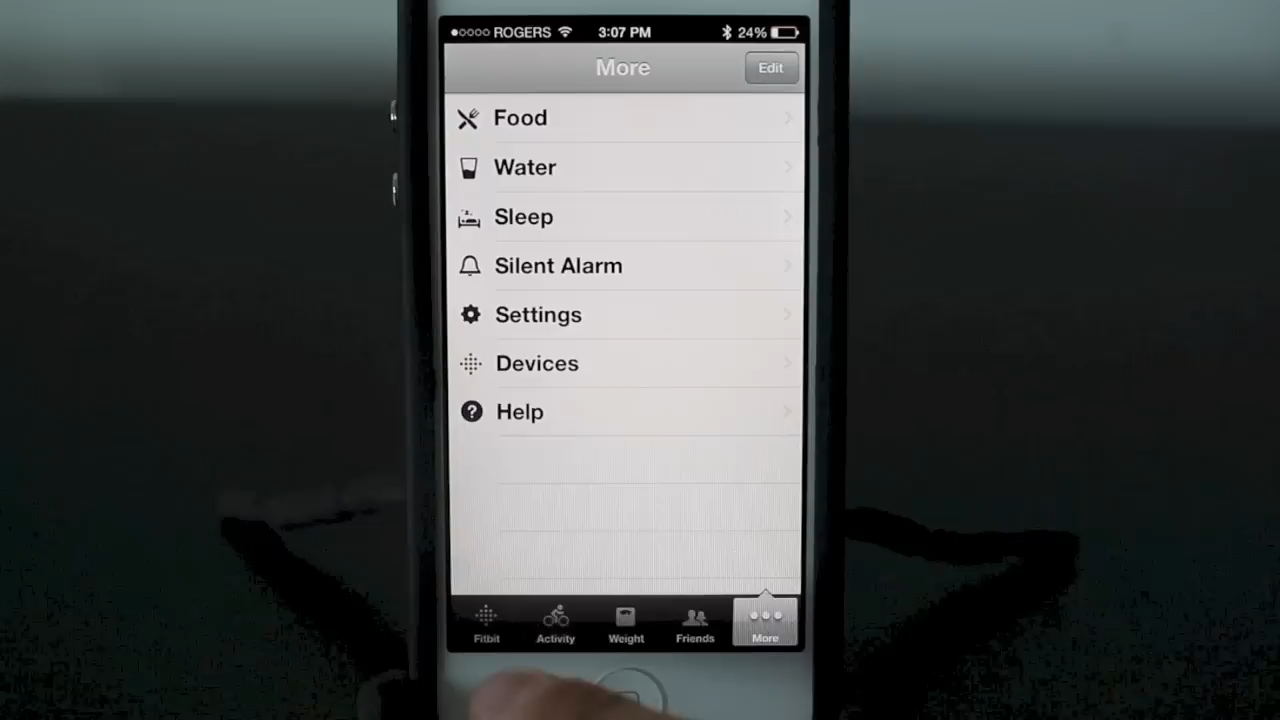 ROGERS 3:07 PM 24%
More Edit
Food
Water
Sleep
Silent Alarm
Settings
Devices
Help
Fitbit Activity Weight Friends More